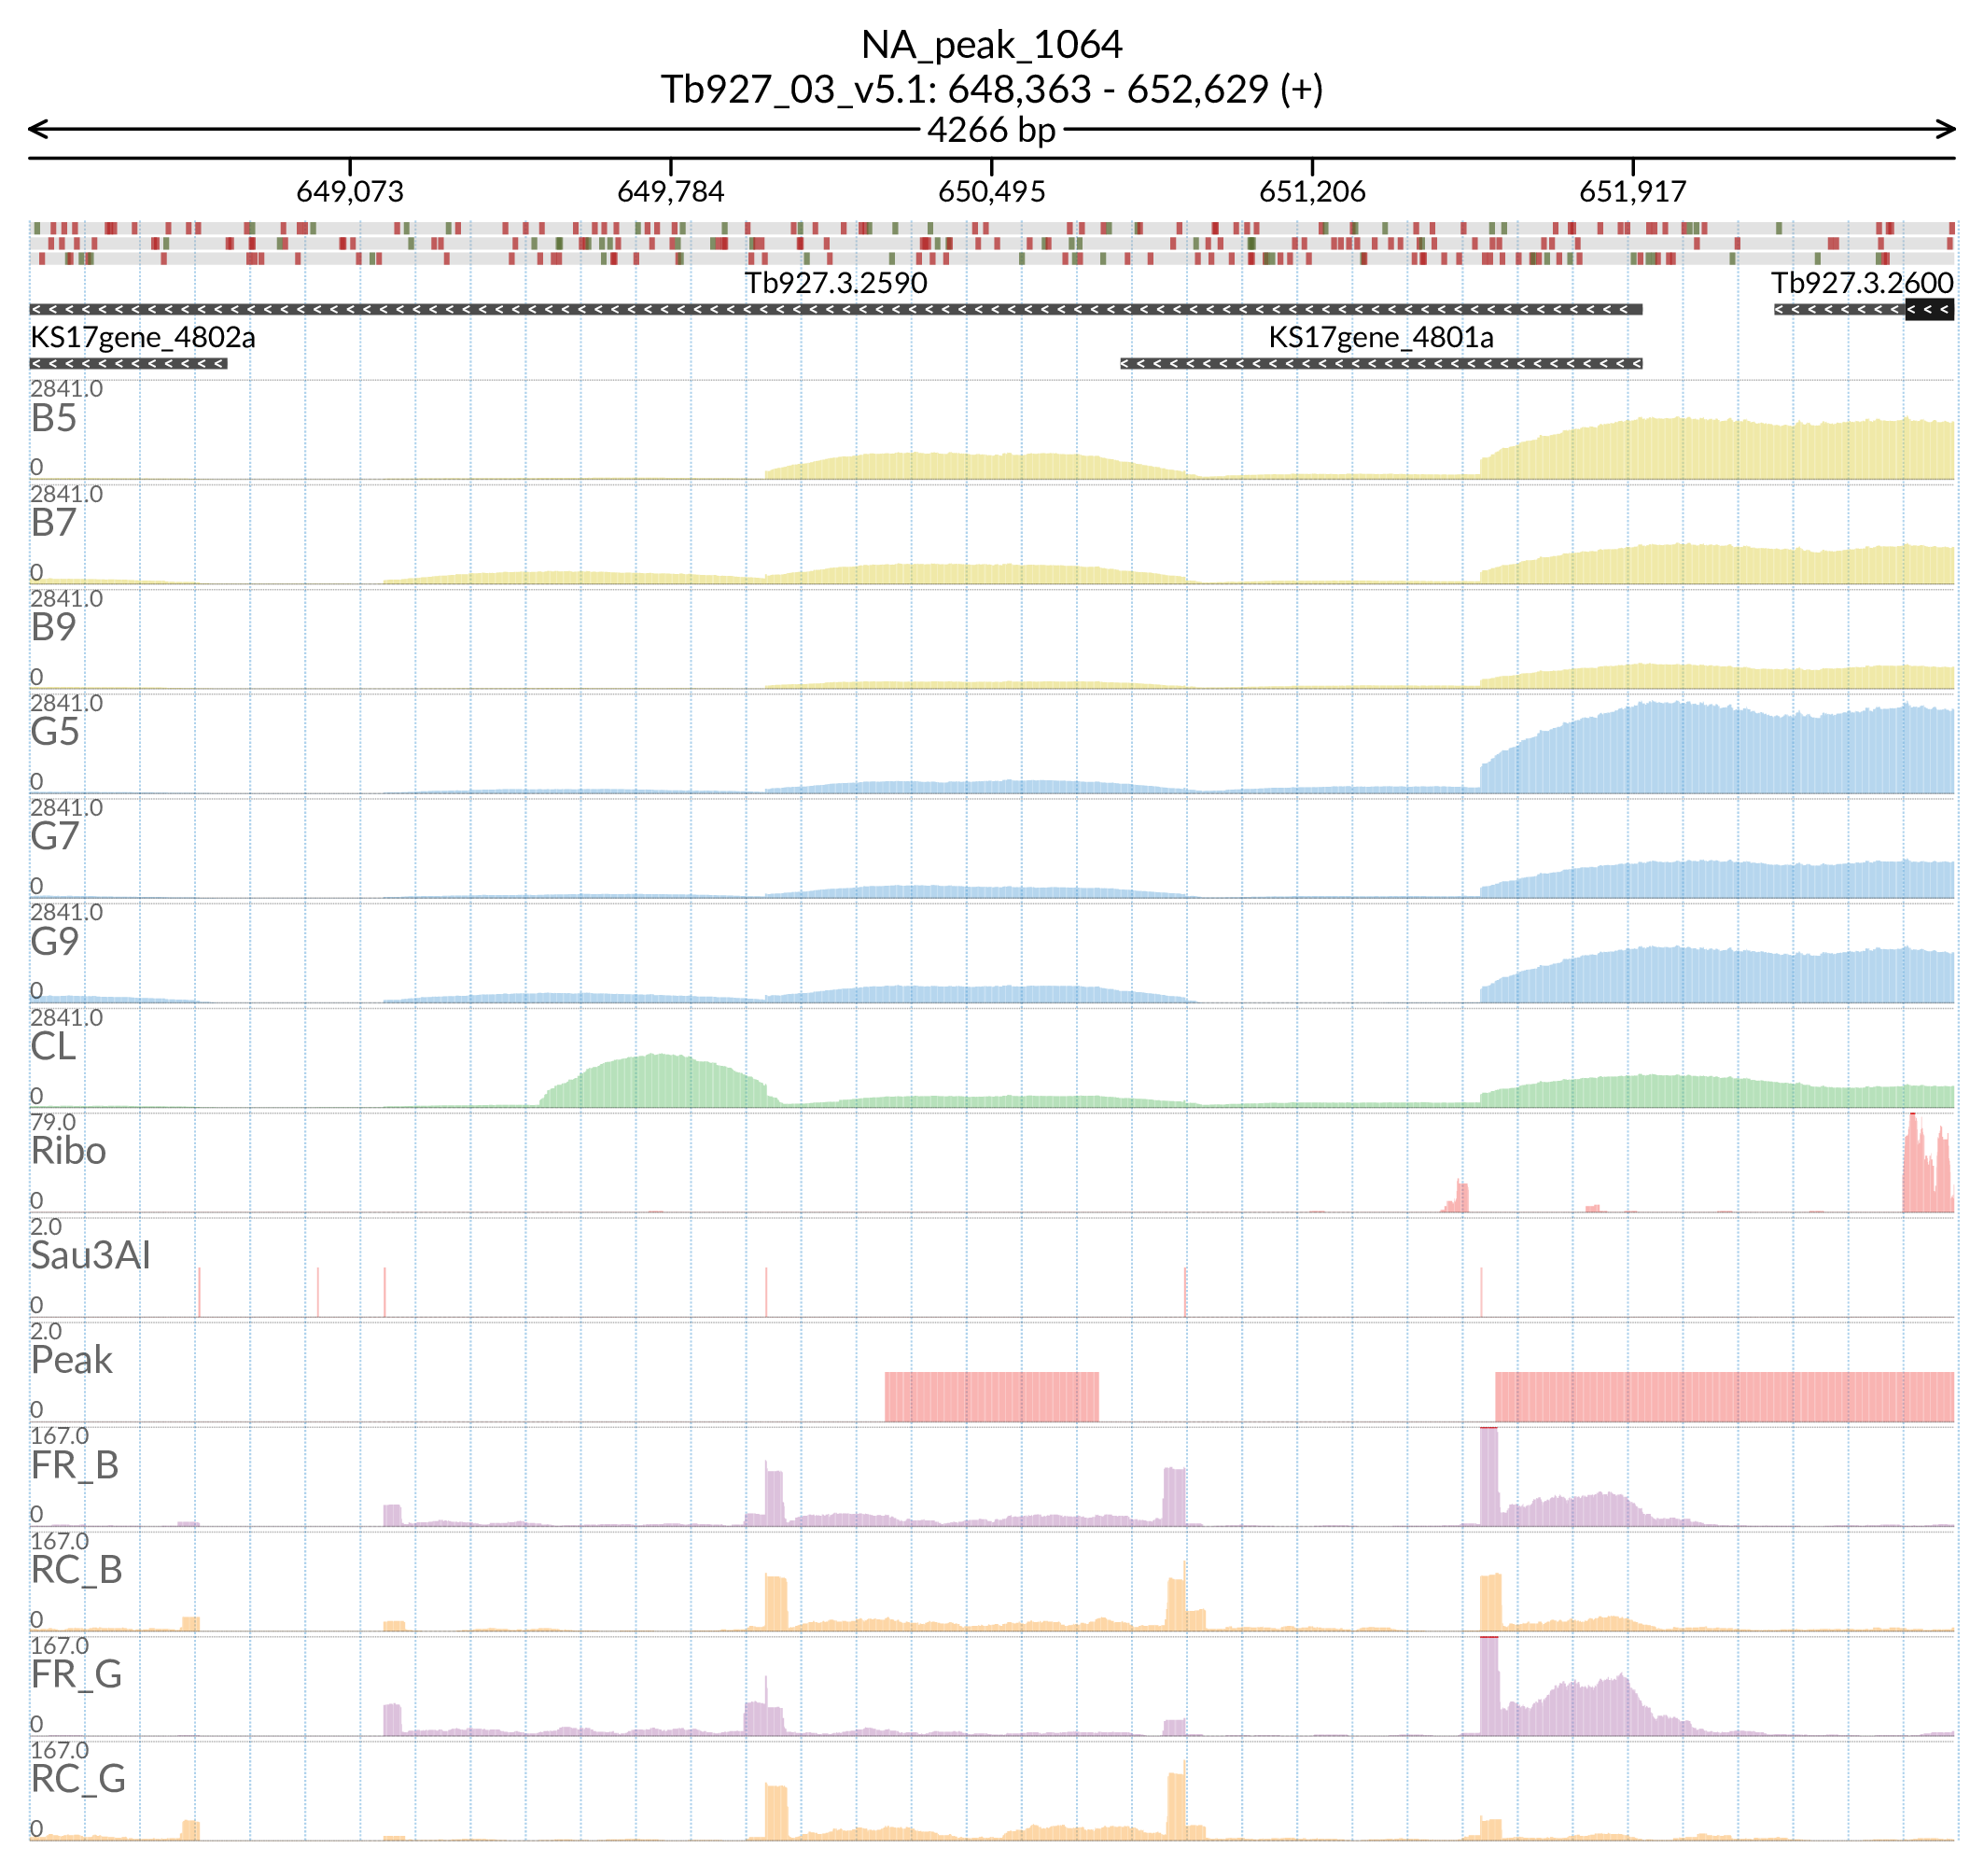 NA_peak_1064
Tb927_03_v5.1: 648,363 - 652,629 (+)
4266 bp
649,073 649,784 650,495 651,206 651,917
Tb927.3.2590 Tb927.3.2600
KS17gene_4802a KS17gene_4801a
2841.0
B5
0
2841.0
B7
0
2841.0
B9
0
2841.0
G5
0
2841.0
G7
0
2841.0
G9
0
2841.0
CL
0
79.0
Ribo
0
2.0
Sau3AI
0
2.0
Peak
0
167.0
FR_B
0
167.0
RC_B
0
167.0
FR_G
0
167.0
RC_G
0